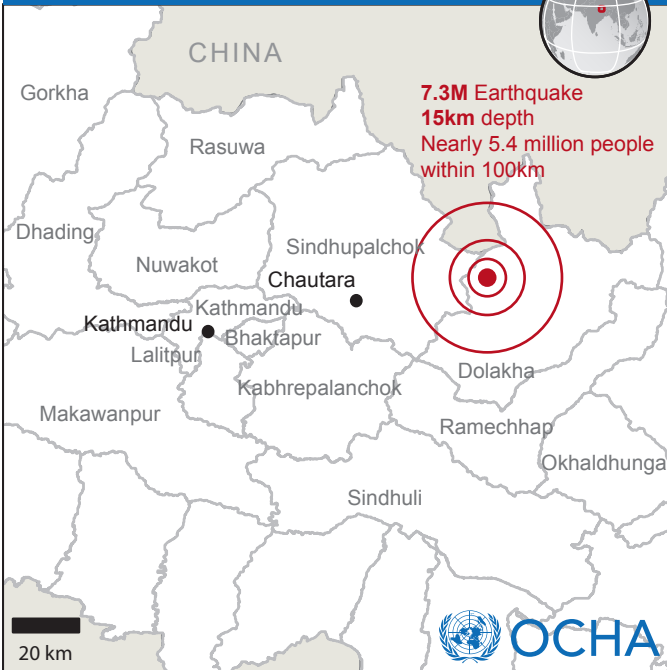 CHINA
7.3M Earthquake
15km depth
Nearly 5.4 million people
within 100km
Gorkha
Rasuwa
Dhading
Nuwakot
Sindhupalchok
Chautara
Kathmandu
Kathmandu
Bhaktapur
Lalitpur
Dolakha
Kabhrepalanchok
Makawanpur
Ramechhap
Okhaldhunga
Sindhuli
20 km
OCHA